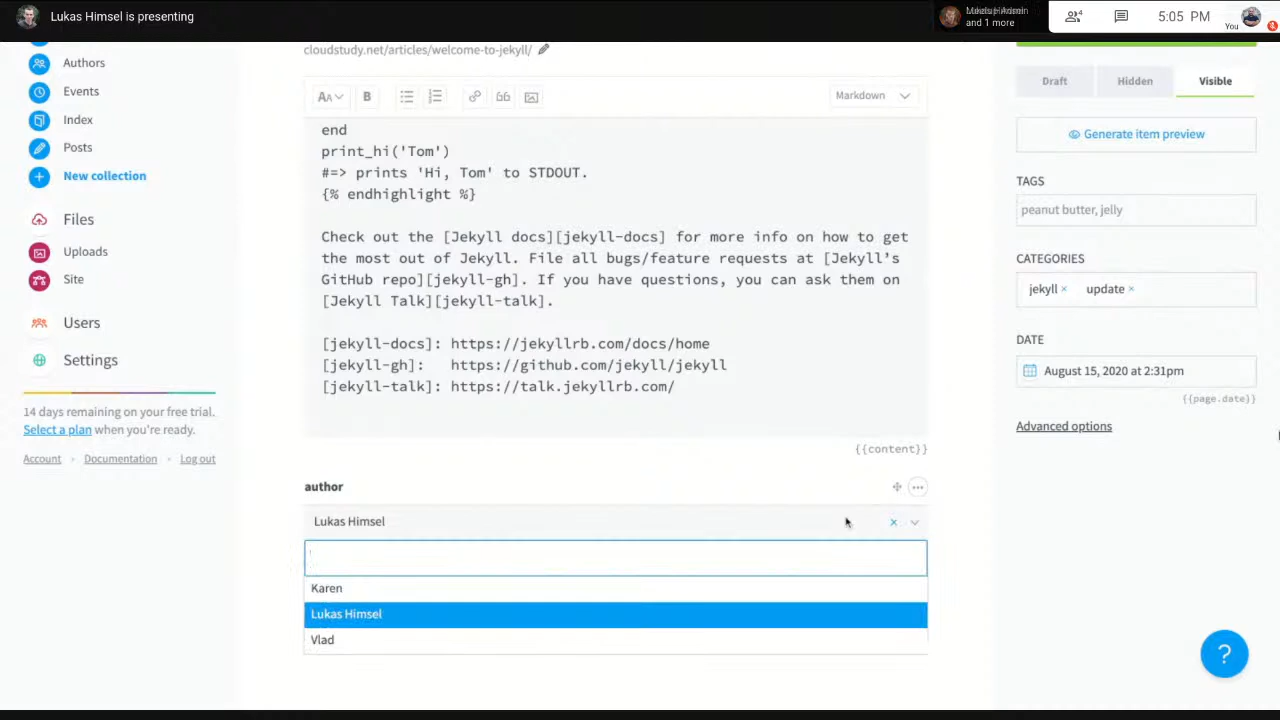 Lukas Himsel is presenting
and 1 more
4
5:05 PM
You
cloudstudy.net/articles/welcome-to-jekyll/
Authors
Events
Index
Posts
New collection
Files
Uploads
Site
Users
Settings
14 days remaining on your free trial.
Select a plan when you're ready.
Account
Documentation
Log out
AA
B
Markdown
end
print_hi('Tom')
#=> prints 'Hi, Tom' to STDOUT.
{% endhighlight %}
Check out the [Jekyll docs][jekyll-docs] for more info on how to get
the most out of Jekyll. File all bugs/feature requests at [Jekyll’s
GitHub repo][jekyll-gh]. If you have questions, you can ask them on
[Jekyll Talk][jekyll-talk].
[jekyll-docs]: https://jekyllrb.com/docs/home
[jekyll-gh]: https://github.com/jekyll/jekyll
[jekyll-talk]: https://talk.jekyllrb.com/
{{content}}
author
Lukas Himsel
Karen
Lukas Himsel
Vlad
Draft
Hidden
Visible
Generate item preview
TAGS
peanut butter, jelly
CATEGORIES
jekyll × update ×
DATE
August 15, 2020 at 2:31pm
{{page.date}}
Advanced options
?